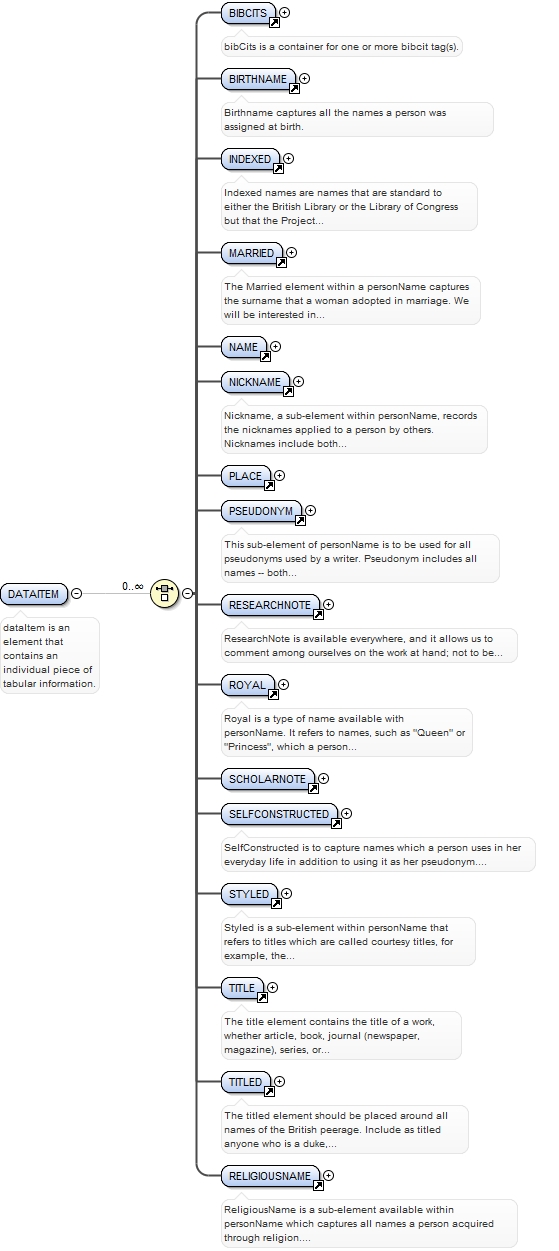 BIBCITS
bibCits is a container for one or more bibcit tag(s).
BIRTHNAME
Birthname captures all the names a person was
assigned at birth.
INDEXED
Indexed names are names that are standard to
either the British Library or the Library of Congress
but that the Project...
MARRIED
The Married element within a personName captures
the surname that a woman adopted in marriage. We
will be interested in...
NAME
NICKNAME
Nickname, a sub-element within personName, records
the nicknames applied to a person by others.
Nicknames include both...
PLACE
PSEUDONYM
This sub-element of personName is to be used for all
pseudonyms used by a writer. Pseudonym includes all
names -- both...
DATAITEM
0..∞
dataItem is an
element that
contains an
individual piece of
tabular information.
RESEARCHNOTE
ResearchNote is available everywhere, and it allows us to
comment among ourselves on the work at hand; not to be...
ROYAL
Royal is a type of name available with
personName. It refers to names, such as "Queen" or
"Princess", which a person...
SCHOLARNOTE
SELFCONSTRUCTED
SelfConstructed is to capture names which a person uses in her
everyday life in addition to using it as her pseudonym....
STYLED
Styled is a sub-element within personName that
refers to titles which are called courtesy titles, for
example, the...
TITLE
The title element contains the title of a work,
whether article, book, journal (newspaper,
magazine), series, or...
TITLED
The titled element should be placed around all
names of the British peerage. Include as titled
anyone who is a duke,...
RELIGIOUSNAME
ReligiousName is a sub-element available within
personName which captures all names a person acquired
through religion....